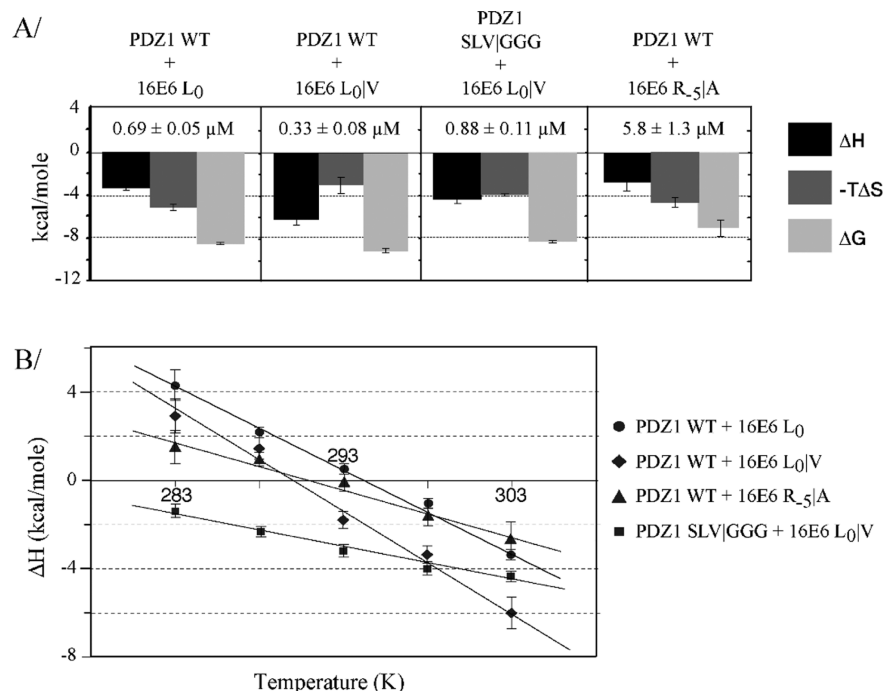 A/
PDZ1 WT
+
16E6 L0
PDZ1 WT
+
16E6 L0|V
PDZ1
SLV|GGG
+
16E6 L0|V
PDZ1 WT
+
16E6 R-5|A
kcal/mole
4
0
-4
-8
-12
0.69 ± 0.05 µM
0.33 ± 0.08 µM
0.88 ± 0.11 µM
5.8 ± 1.3 µM
ΔH
-TΔS
ΔG
B/
ΔH (kcal/mole)
4
0
-4
-8
283
293
303
Temperature (K)
PDZ1 WT + 16E6 L0
PDZ1 WT + 16E6 L0|V
PDZ1 WT + 16E6 R-5|A
PDZ1 SLV|GGG + 16E6 L0|V